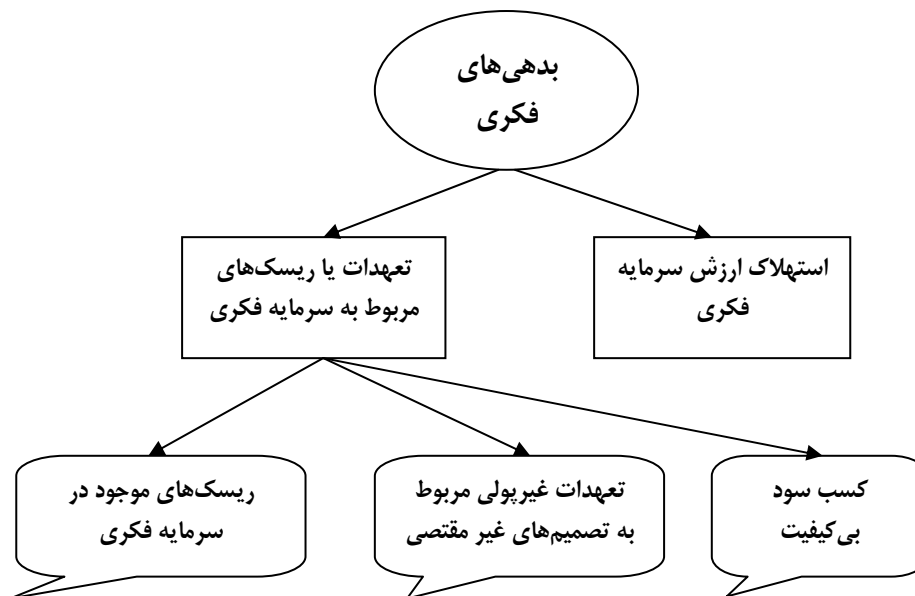 بدهی‌های
فکری
استهلاک ارزش سرمایه
فکری
تعهدات یا ریسک‌های
مربوط به سرمایه فکری
کسب سود
بی‌کیفیت
تعهدات غیرپولی مربوط
به تصمیم‌های غیر مقتصی
ریسک‌های موجود در
سرمایه فکری